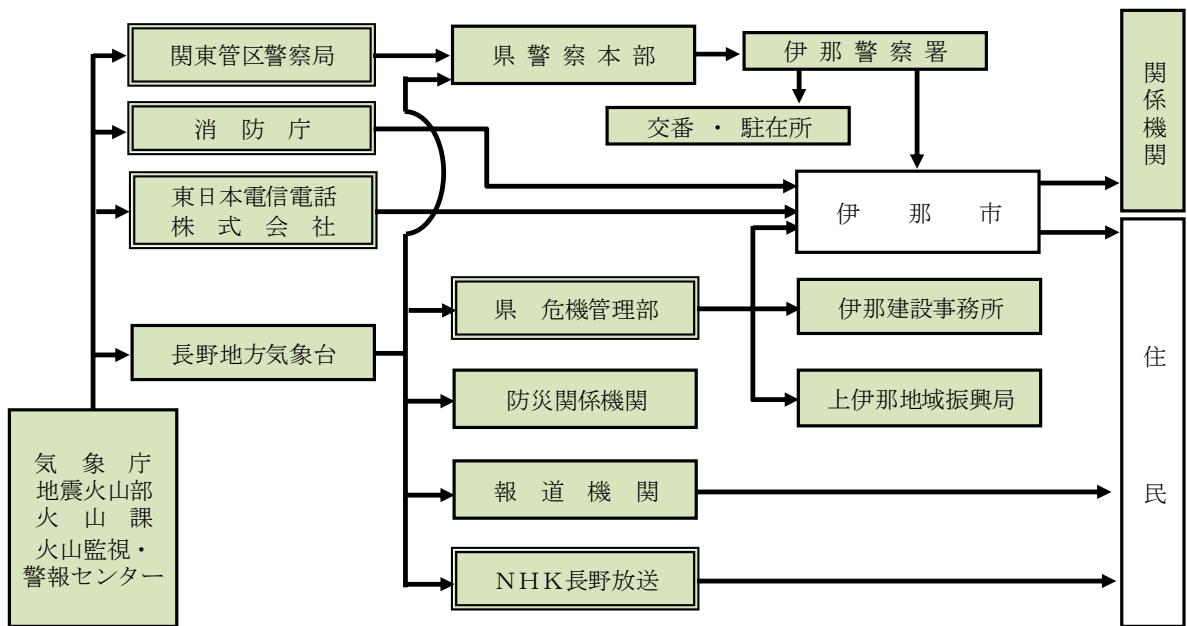 関東管区警察局
県 警 察 本 部
伊 那 警 察 署
関
係
機
関
消 防 庁
交番 ・ 駐在所
東日本電信電話
株 式 会 社
伊 那 市
県 危機管理部
伊那建設事務所
長野地方気象台
住
民
防災関係機関
上伊那地域振興局
気 象 庁
地震火山部
火 山 課
火山監視・
警報センター
報 道 機 関
NHK長野放送